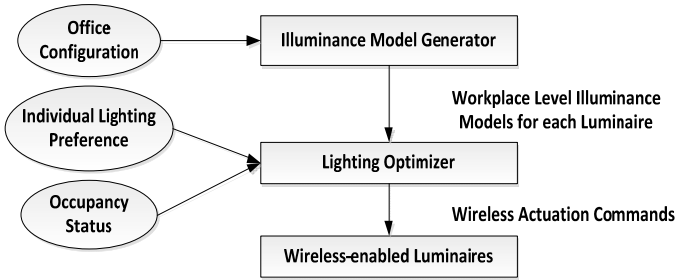 Office
Configuration
Illuminance Model Generator
Workplace Level Illuminance
Models for each Luminaire
Individual Lighting
Preference
Lighting Optimizer
Occupancy
Status
Wireless Actuation Commands
Wireless-enabled Luminaires